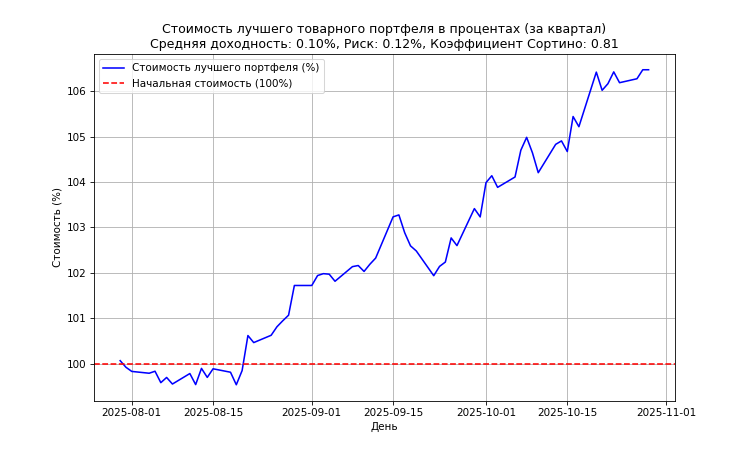 Стоимость лучшего товарного портфеля в процентах (за квартал)
Средняя доходность: 0.10%, Риск: 0.12%, Коэффициент Сортино: 0.81
Стоимость лучшего портфеля (%)
Начальная стоимость (100%)
Стоимость (%)
106
105
104
103
102
101
100
2025-08-01
2025-08-15
2025-09-01
2025-09-15
2025-10-01
2025-10-15
2025-11-01
День